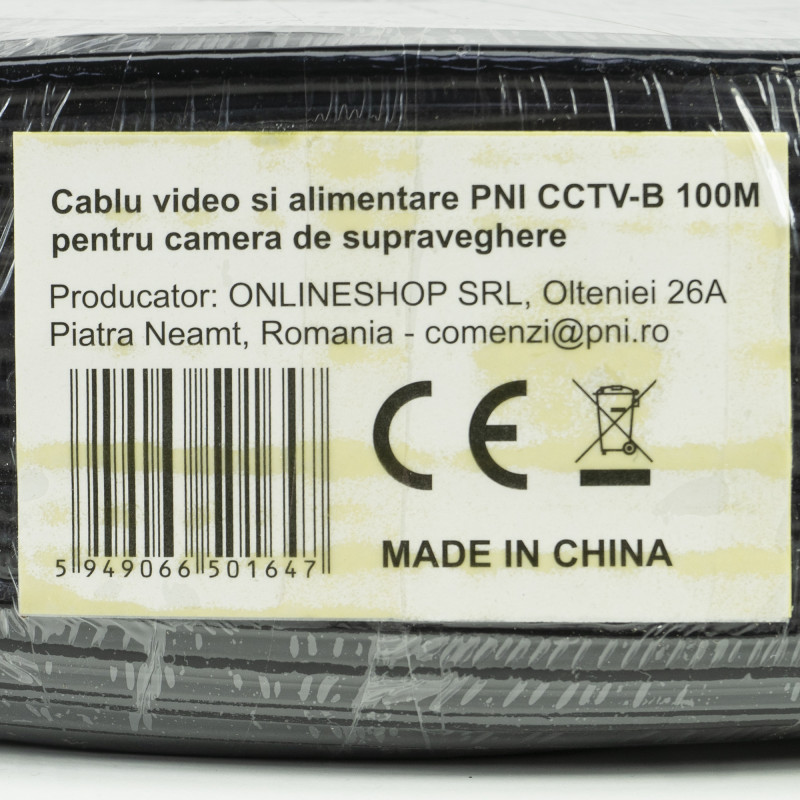 Cablu video si alimentare PNI CCTV-B 100M
pentru camera de supraveghere
Producator: ONLINESHOP SRL, Olteniei 26A
Piatra Neamt, Romania - comenzi@pni.ro
CE
5 949066 501647
MADE IN CHINA